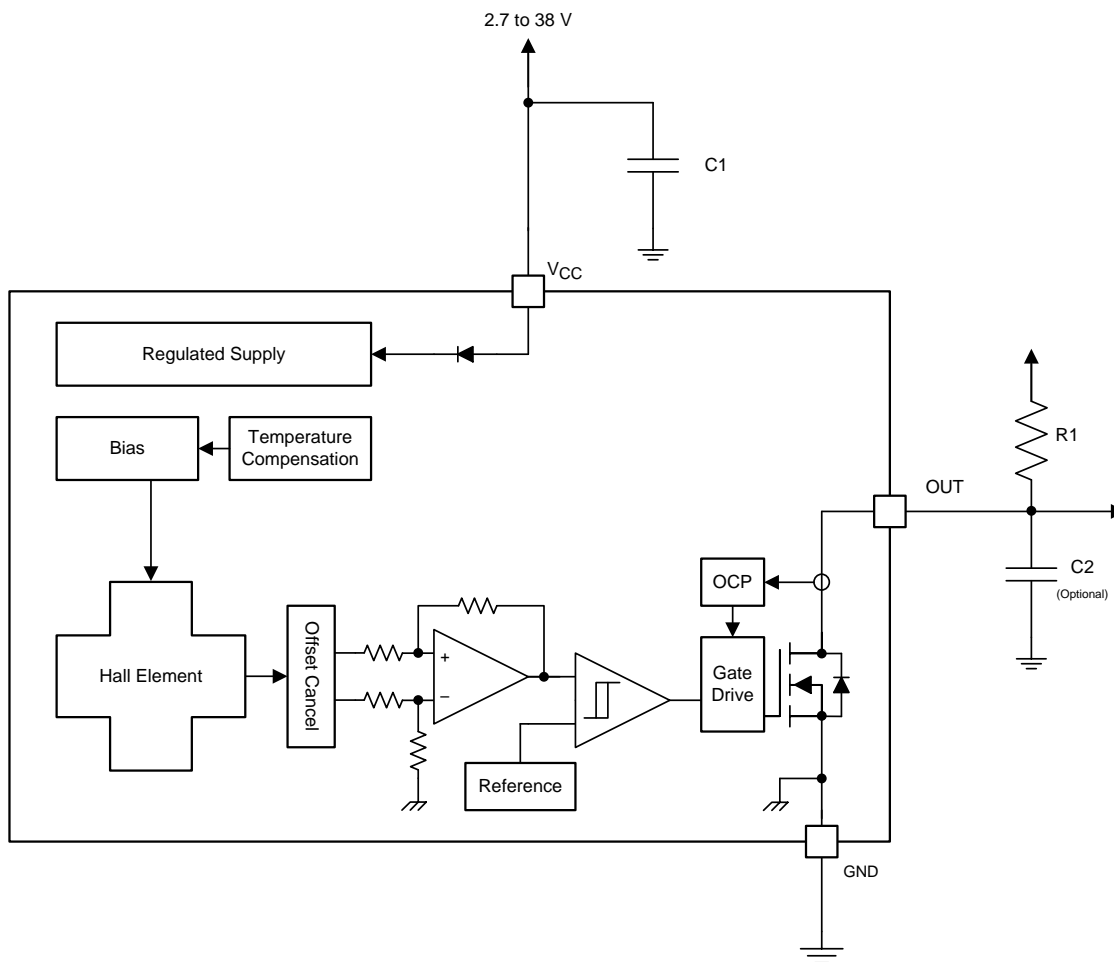 2.7 to 38 V
C1
VCC
Regulated Supply
Bias
Temperature
Compensation
R1
OUT
C2
(Optional)
OCP
Hall Element
Offset Cancel
+
–
Gate
Drive
Reference
GND